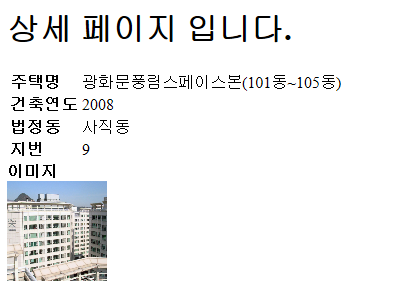 상세 페이지 입니다.
주택명 광화문풍림스페이스본(101동~105동)
건축연도 2008
법정동 사직동
지번 9
이미지